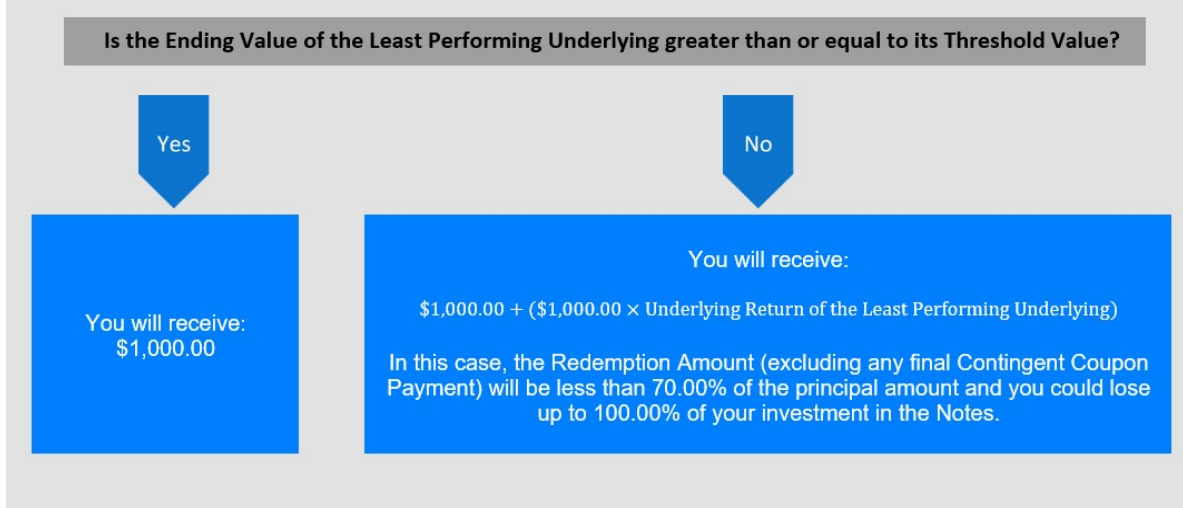 Is the Ending Value of the Least Performing Underlying greater than or equal to its Threshold Value?
Yes
No
You will receive:
$1,000.00
You will receive:
$1,000.00 + ($1,000.00 × Underlying Return of the Least Performing Underlying)
In this case, the Redemption Amount (excluding any final Contingent Coupon
Payment) will be less than 70.00% of the principal amount and you could lose
up to 100.00% of your investment in the Notes.